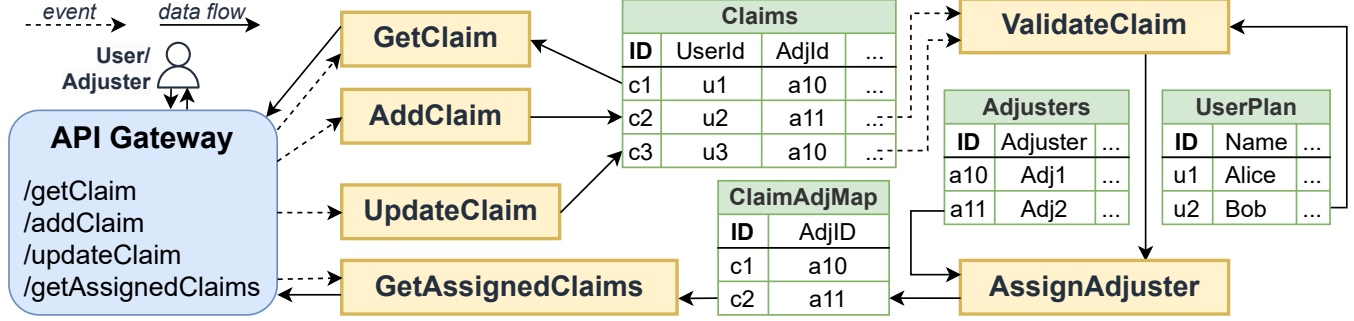 event data flow
User/
Adjuster
API Gateway
/getClaim
/addClaim
/updateClaim
/getAssignedClaims
GetClaim
AddClaim
UpdateClaim
GetAssignedClaims
Claims
ID UserId AdjId ...
c1 u1 a10
c2 u2 a11 ...
c3 u3 a10 ...
ClaimAdjMap
ID AdjID
c1 a10
c2 a11
ValidateClaim
Adjusters
ID Adjuster ...
a10 Adj1 ...
a11 Adj2 ...
UserPlan
ID Name ...
u1 Alice ...
u2 Bob ...
AssignAdjuster